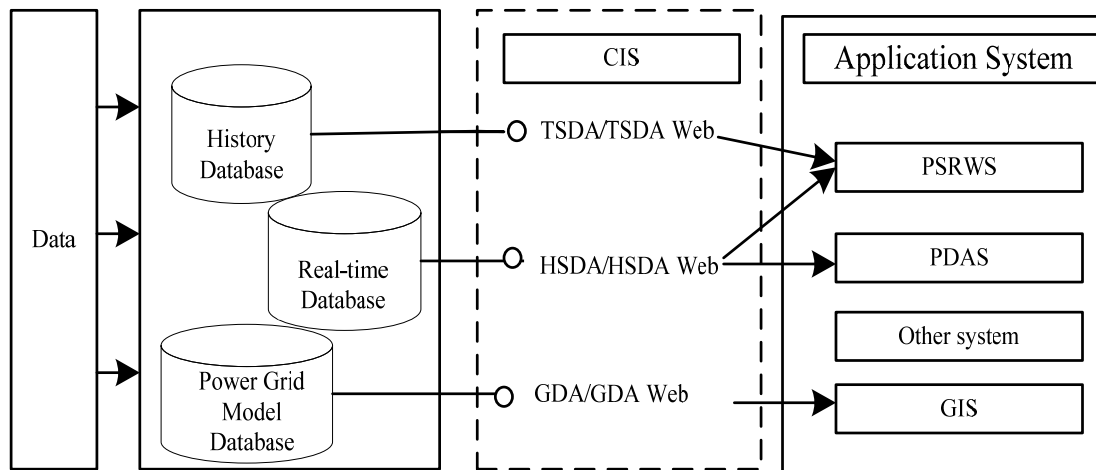 Data
History
Database
Real-time
Database
Power Grid
Model
Database
CIS
TSDA/TSDA Web
HSDA/HSDA Web
GDA/GDA Web
Application System
PSRWS
PDAS
Other system
GIS